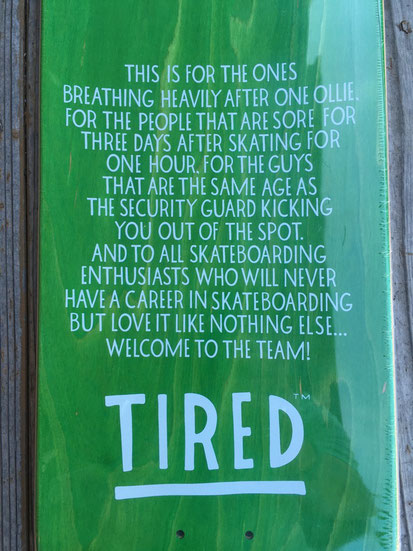 THIS IS FOR THE ONES
BREATHING HEAVILY AFTER ONE OLLIE.
FOR THE PEOPLE THAT ARE SORE FOR
THREE DAYS AFTER SKATING FOR
ONE HOUR. FOR THE GUYS
THAT ARE THE SAME AGE AS
THE SECURITY GUARD KICKING
YOU OUT OF THE SPOT.
AND TO ALL SKATEBOARDING
ENTHUSIASTS WHO WILL NEVER
HAVE A CAREER IN SKATEBOARDING
BUT LOVE IT LIKE NOTHING ELSE...
WELCOME TO THE TEAM!
TIRED™